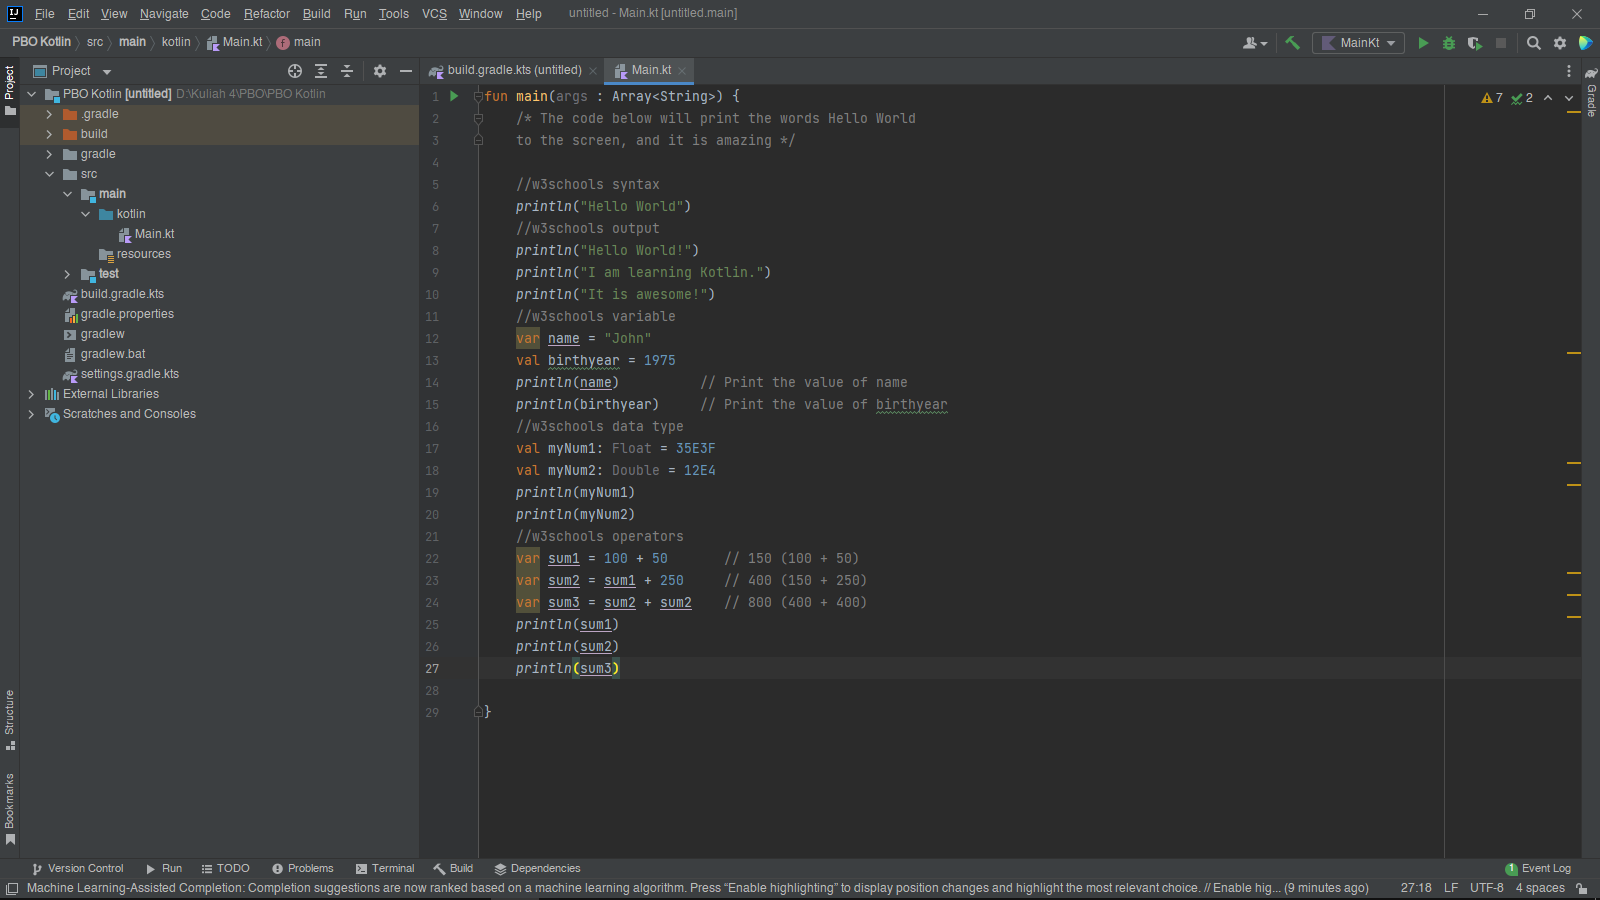 File Edit View Navigate Code Refactor Build Run Tools VCS Window Help untitled - Main.kt [untitled.main]
PBO Kotlin src main kotlin Main.kt main MainKt
Project
build.gradle.kts (untitled) Main.kt
PBO Kotlin [untitled] D:\Kuliah 4\PBO\PBO Kotlin
.gradle
build
gradle
src
main
kotlin
Main.kt
resources
test
build.gradle.kts
gradle.properties
gradlew
gradlew.bat
settings.gradle.kts
External Libraries
Scratches and Consoles
Project
Structure
Bookmarks
1 fun main(args : Array<String>) {
2 /* The code below will print the words Hello World
3 to the screen, and it is amazing */
4
5 //w3schools syntax
6 println("Hello World")
7 //w3schools output
8 println("Hello World!")
9 println("I am learning Kotlin.")
10 println("It is awesome!")
11 //w3schools variable
12 var name = "John"
13 val birthyear = 1975
14 println(name) // Print the value of name
15 println(birthyear) // Print the value of birthyear
16 //w3schools data type
17 val myNum1: Float = 35E3F
18 val myNum2: Double = 12E4
19 println(myNum1)
20 println(myNum2)
21 //w3schools operators
22 var sum1 = 100 + 50 // 150 (100 + 50)
23 var sum2 = sum1 + 250 // 400 (150 + 250)
24 var sum3 = sum2 + sum2 // 800 (400 + 400)
25 println(sum1)
26 println(sum2)
27 println(sum3)
28
29 }
7 2
Gradle
Version Control Run TODO Problems Terminal Build Dependencies 1 Event Log
Machine Learning-Assisted Completion: Completion suggestions are now ranked based on a machine learning algorithm. Press “Enable highlighting” to display position changes and highlight the most relevant choice. // Enable hig... (9 minutes ago) 27:18 LF UTF-8 4 spaces